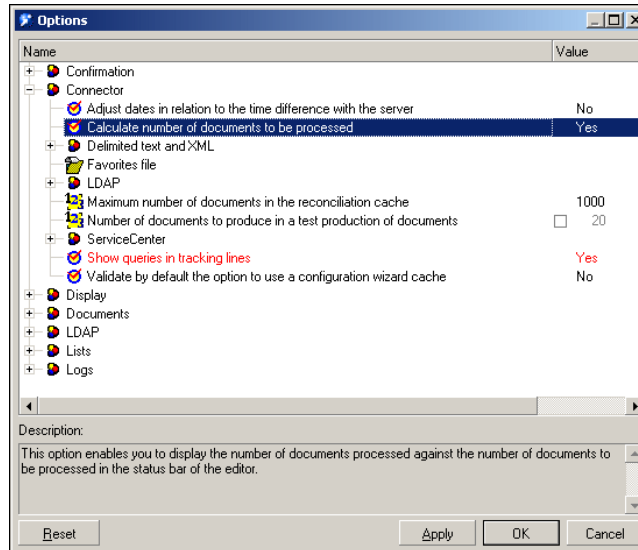 Options
Name Value
Confirmation
Connector
Adjust dates in relation to the time difference with the server No
Calculate number of documents to be processed Yes
Delimited text and XML
Favorites file
LDAP
Maximum number of documents in the reconciliation cache 1000
Number of documents to produce in a test production of documents 20
ServiceCenter
Show queries in tracking lines Yes
Validate by default the option to use a configuration wizard cache No
Display
Documents
LDAP
Lists
Logs
Description:
This option enables you to display the number of documents processed against the number of documents to
be processed in the status bar of the editor.
Reset Apply OK Cancel